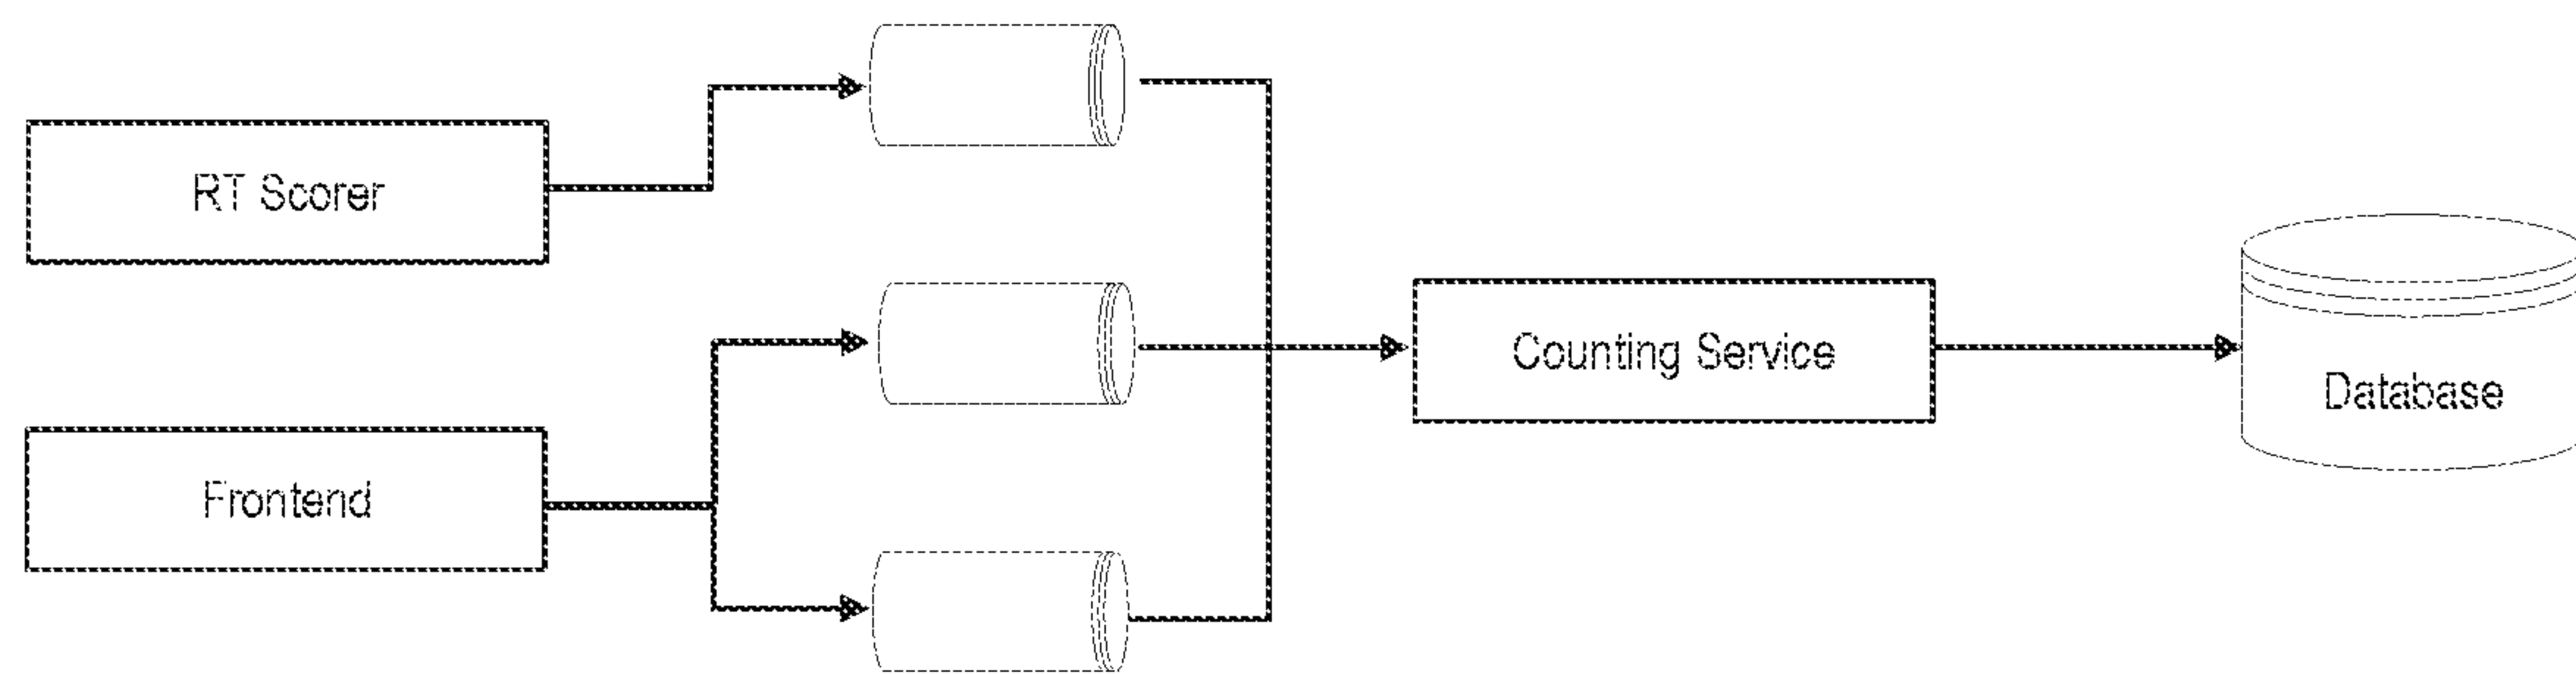 RT Scorer
Frontend
Counting Service
Database